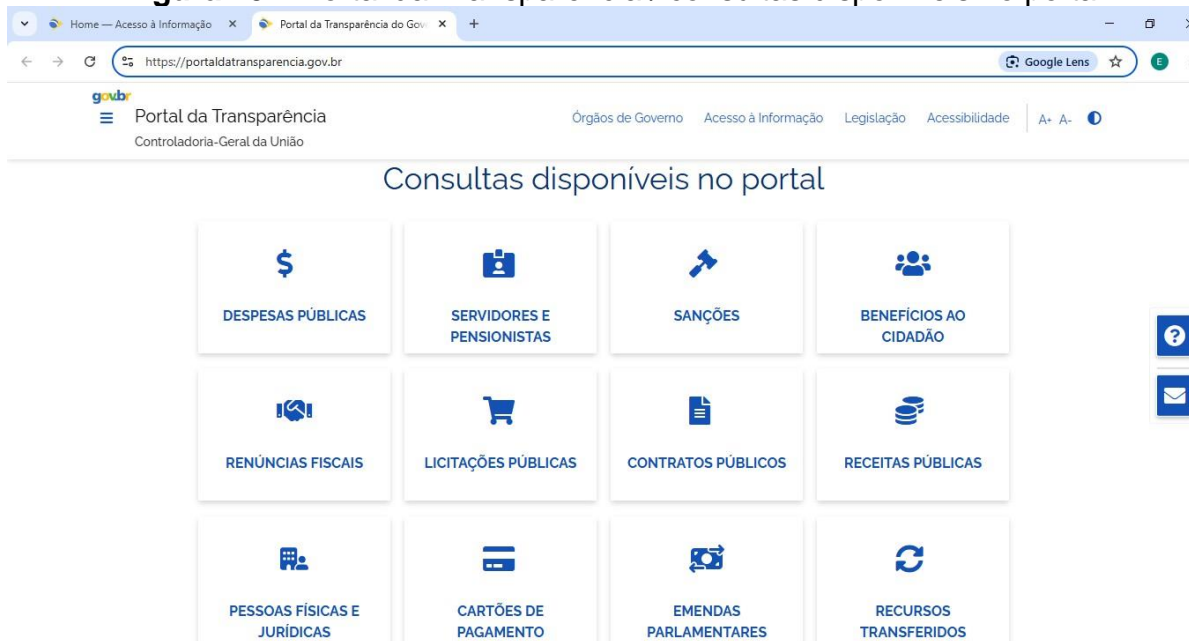 Home — Acesso à Informação
Portal da Transparência do Gov
https://portaldatransparencia.gov.br
Google Lens
E
gov.br
Portal da Transparência
Controladoria-Geral da União
Órgãos de Governo Acesso à Informação Legislação Acessibilidade A+ A-
Consultas disponíveis no portal
DESPESAS PÚBLICAS
SERVIDORES E
PENSIONISTAS
SANÇÕES
BENEFÍCIOS AO
CIDADÃO
RENÚNCIAS FISCAIS
LICITAÇÕES PÚBLICAS
CONTRATOS PÚBLICOS
RECEITAS PÚBLICAS
PESSOAS FÍSICAS E
JURÍDICAS
CARTÕES DE
PAGAMENTO
EMENDAS
PARLAMENTARES
RECURSOS
TRANSFERIDOS